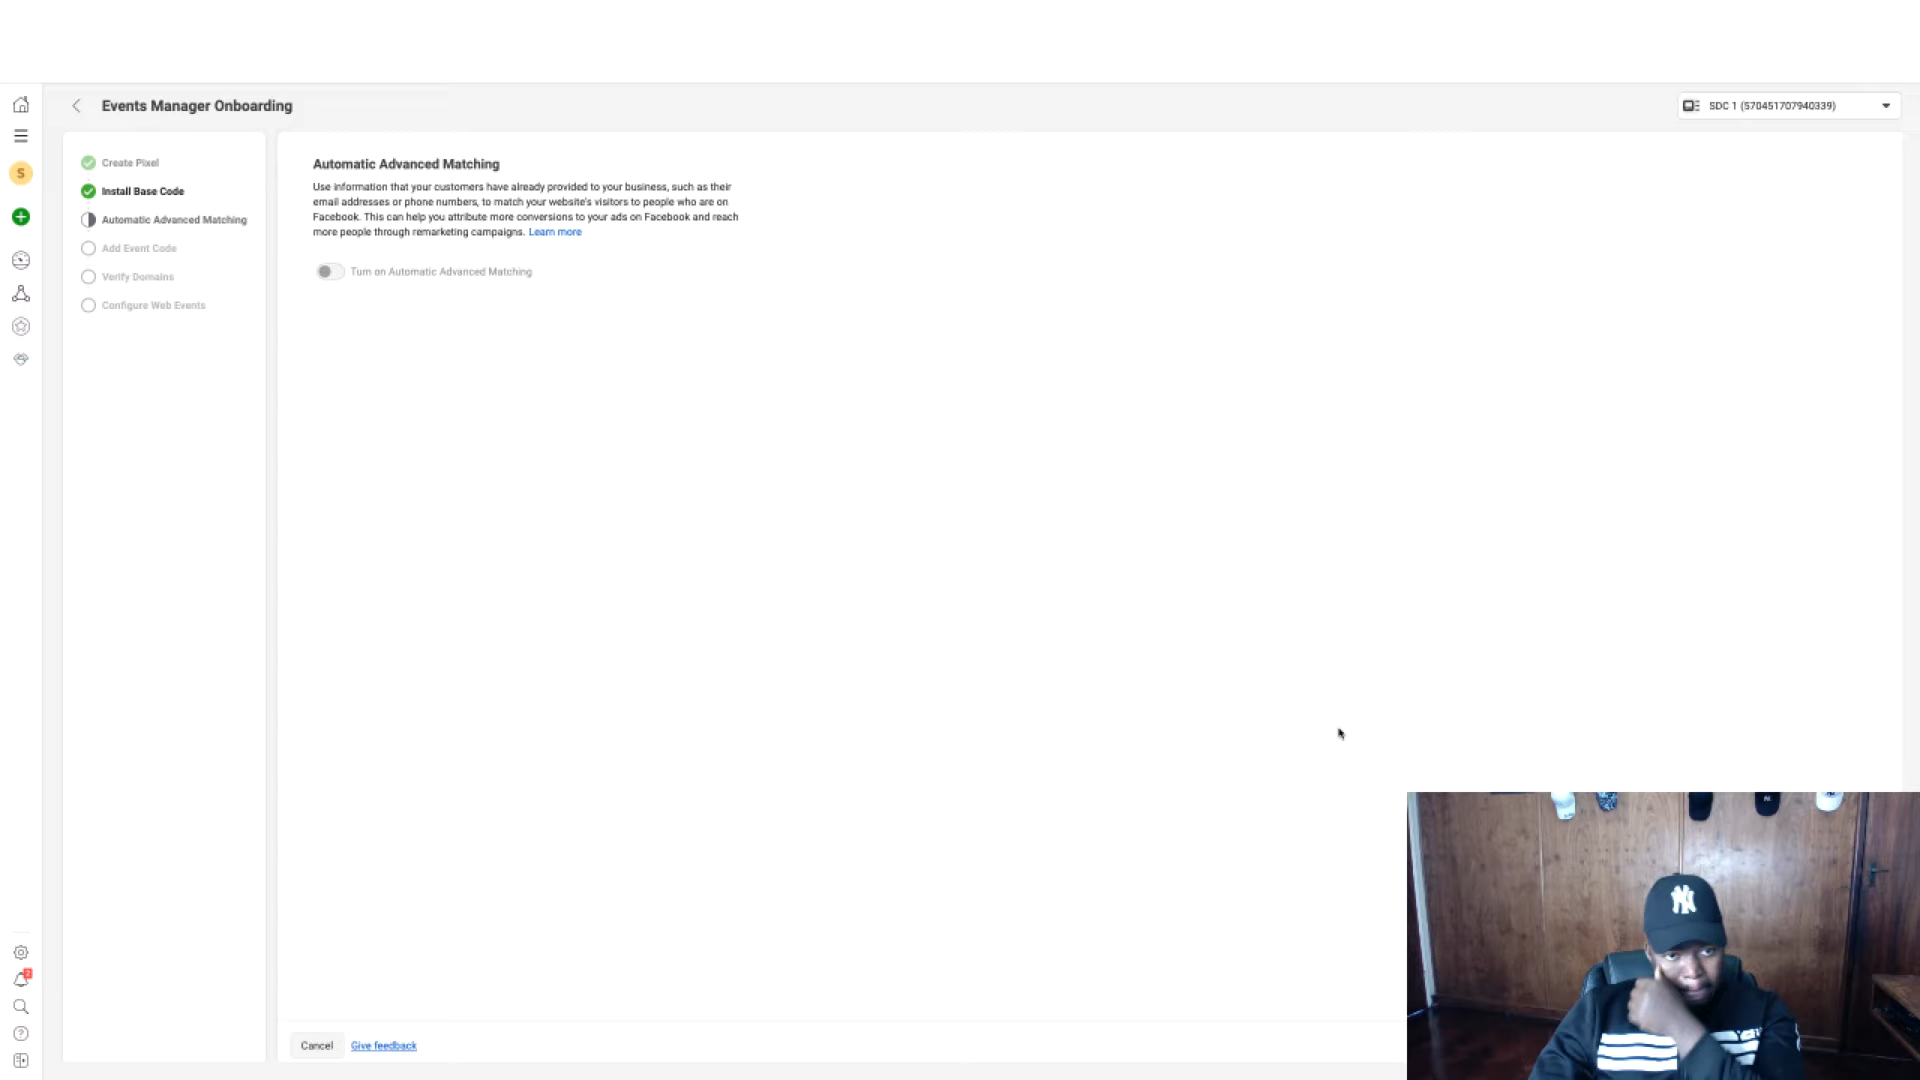 Events Manager Onboarding
SDC 1 (570451707940339)
S
Create Pixel
Install Base Code
Automatic Advanced Matching
Add Event Code
Verify Domains
Configure Web Events
Automatic Advanced Matching
Use information that your customers have already provided to your business, such as their
email addresses or phone numbers, to match your website's visitors to people who are on
Facebook. This can help you attribute more conversions to your ads on Facebook and reach
more people through remarketing campaigns. Learn more
Turn on Automatic Advanced Matching
Cancel
Give feedback
NY